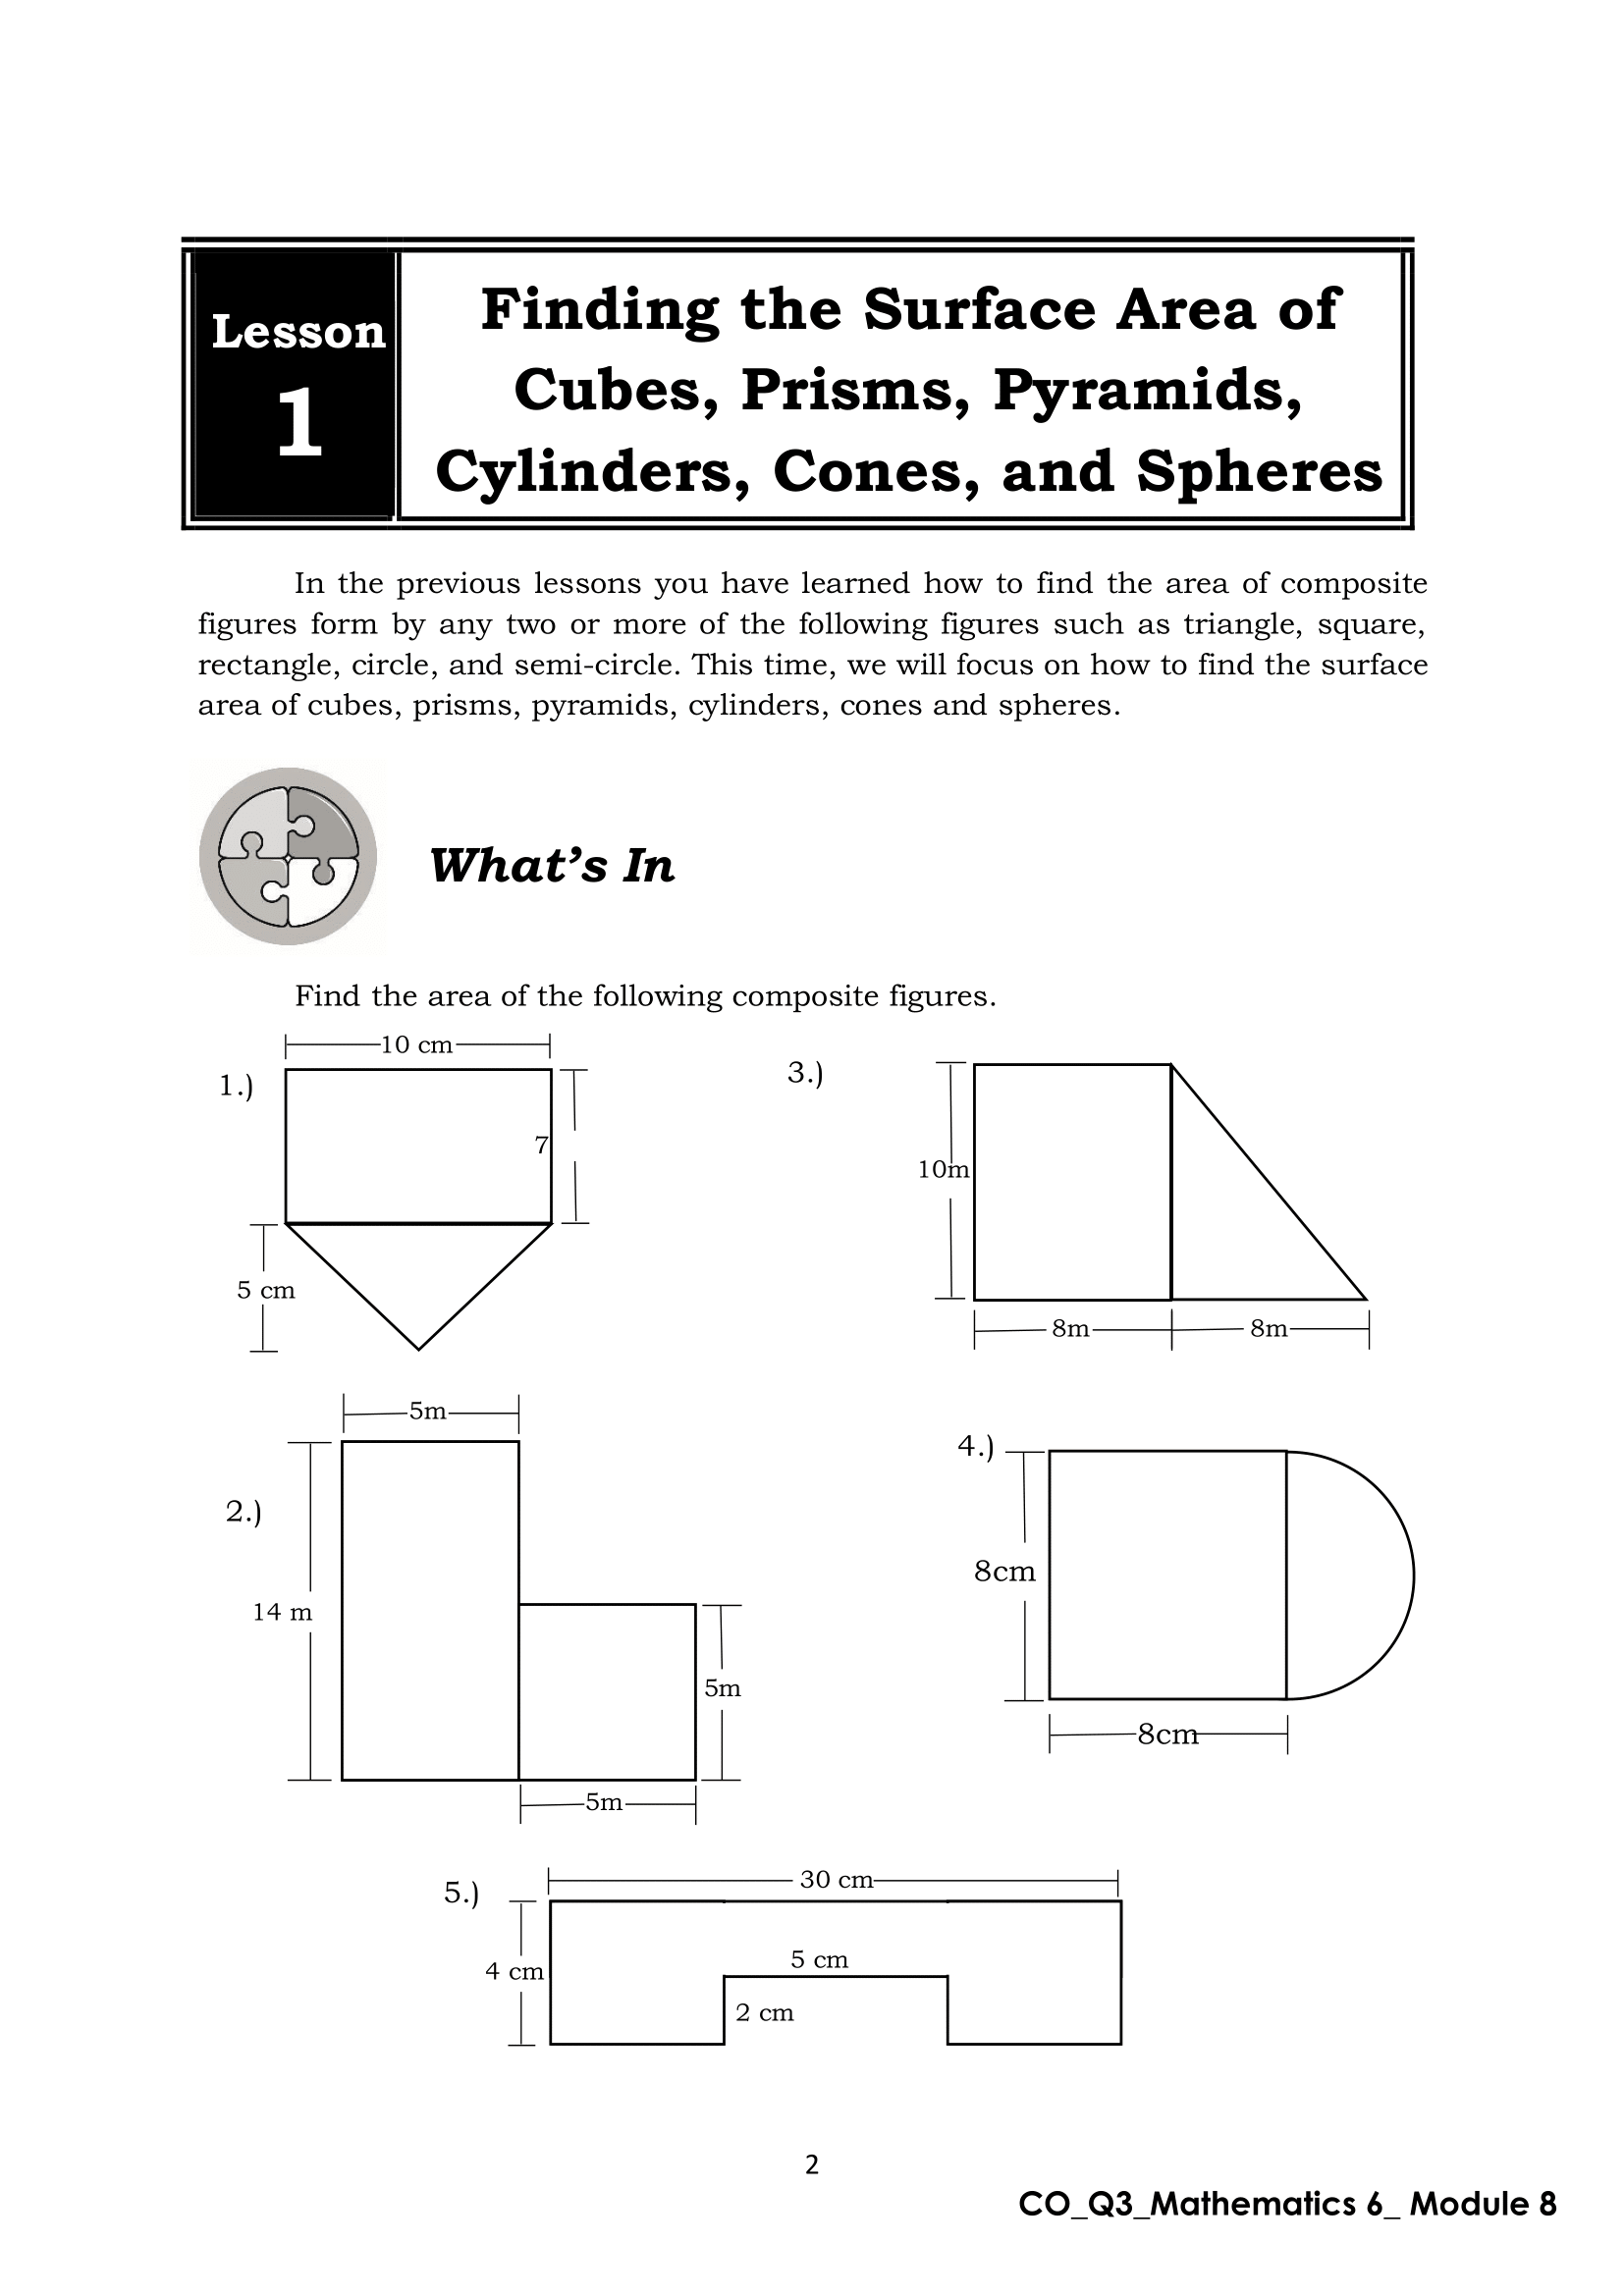 Lesson
1
Finding the Surface Area of
Cubes, Prisms, Pyramids,
Cylinders, Cones, and Spheres
In the previous lessons you have learned how to find the area of composite
figures form by any two or more of the following figures such as triangle, square,
rectangle, circle, and semi-circle. This time, we will focus on how to find the surface
area of cubes, prisms, pyramids, cylinders, cones and spheres.
What's In
Find the area of the following composite figures.
1.)
10 cm
7
5 cm
2.)
5m
14 m
5m
5m
3.)
10m
8m
8m
4.)
8cm
8cm
5.)
30 cm
4 cm
5 cm
2 cm
2
CO_Q3_Mathematics 6_ Module 8